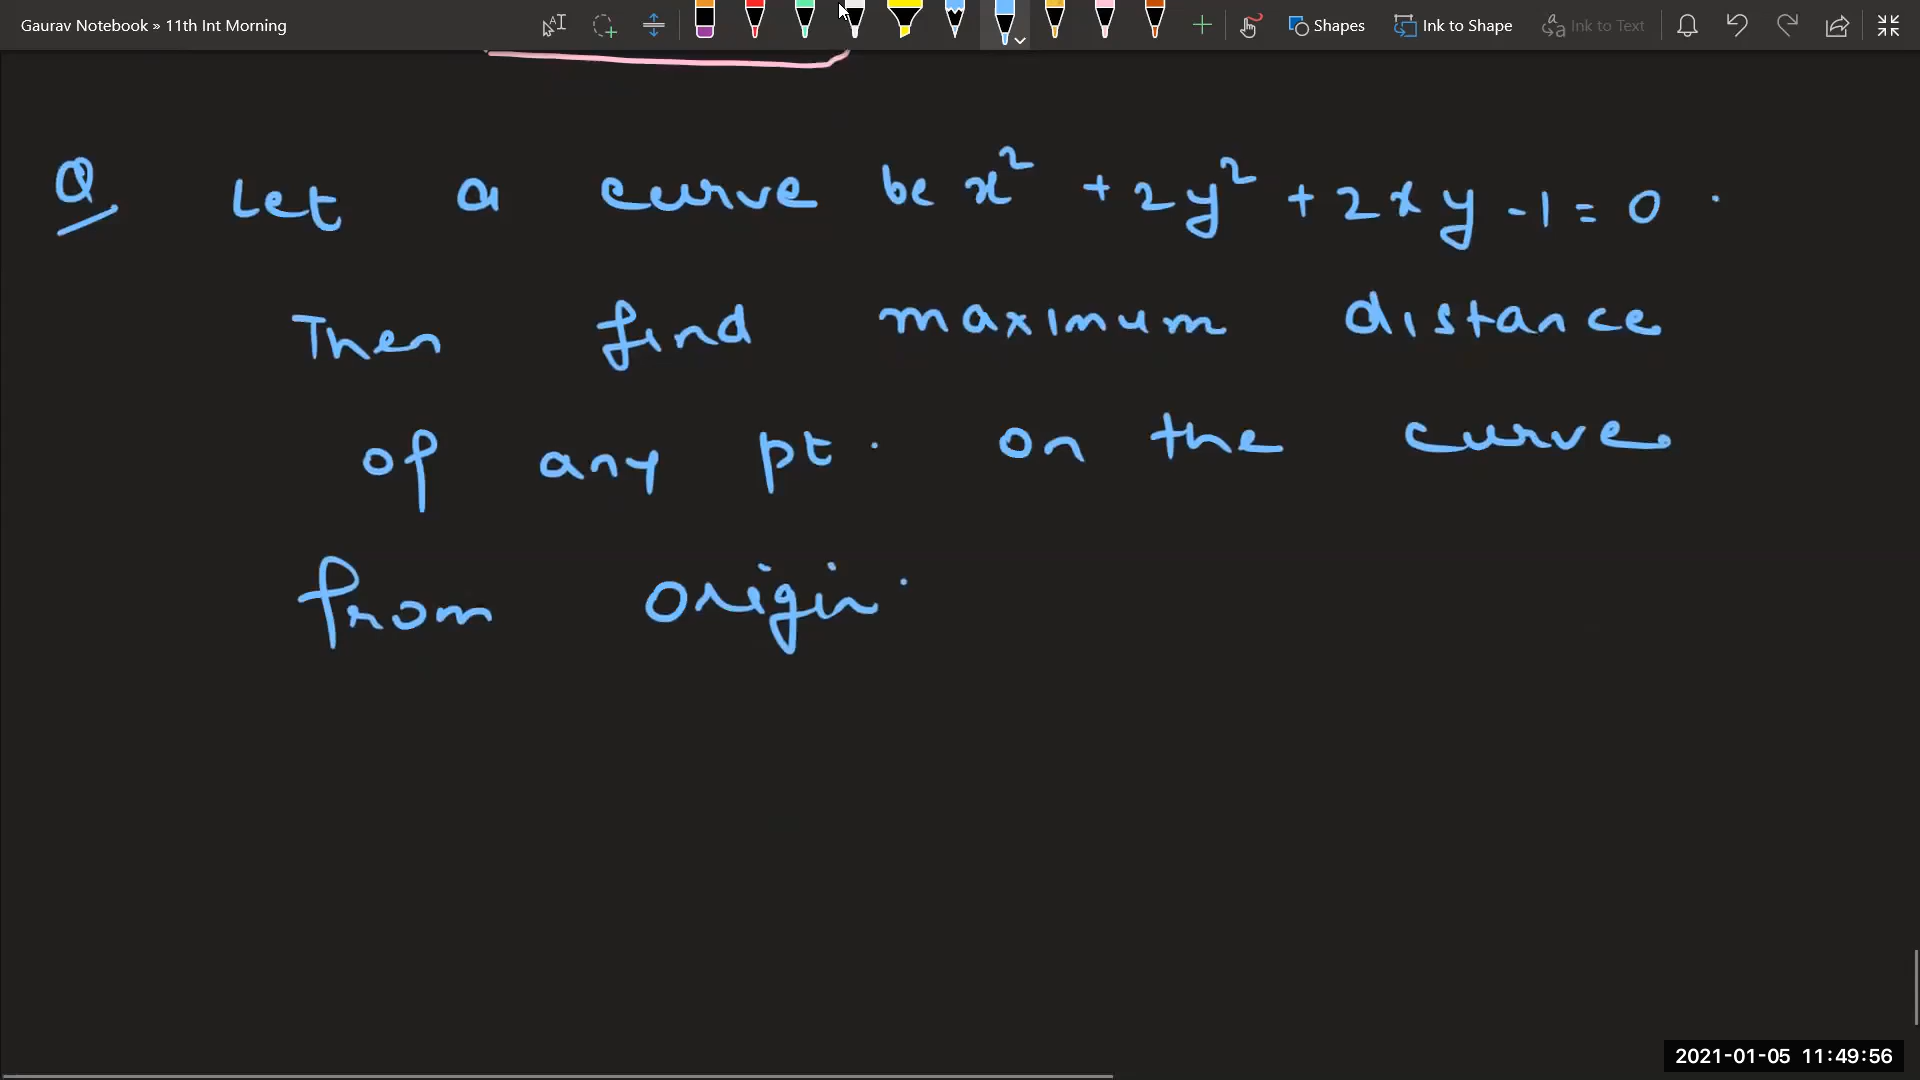 Gaurav Notebook » 11th Int Morning
Shapes
Ink to Shape
Ink to Text
Q Let a curve be x² + 2y² + 2xy - 1 = 0 .
Then find maximum distance
of any pt. on the curve
from origin.
2021-01-05 11:49:56